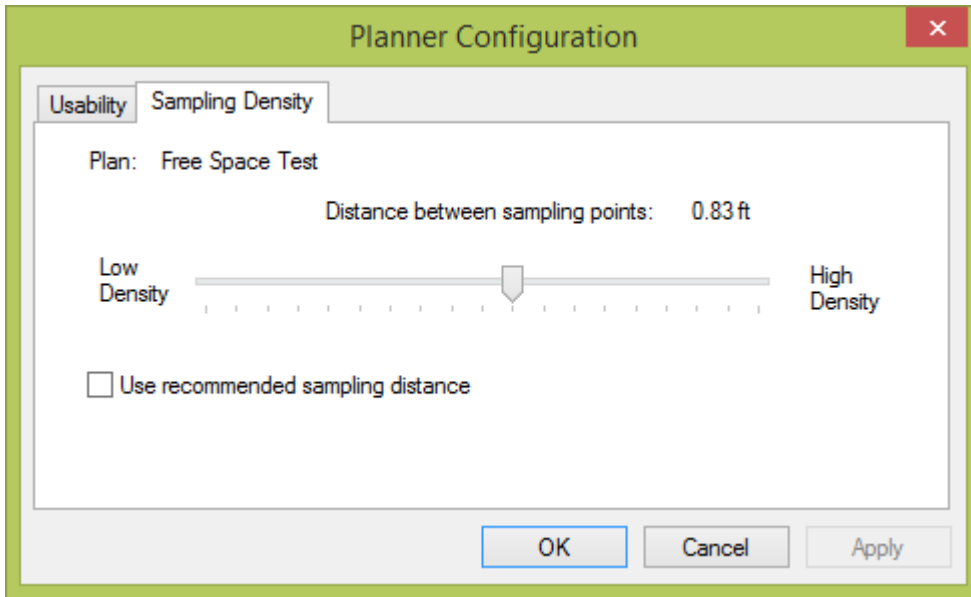 Planner Configuration
Usability
Sampling Density
Plan: Free Space Test
Distance between sampling points: 0.83 ft
Low
Density
High
Density
Use recommended sampling distance
OK
Cancel
Apply